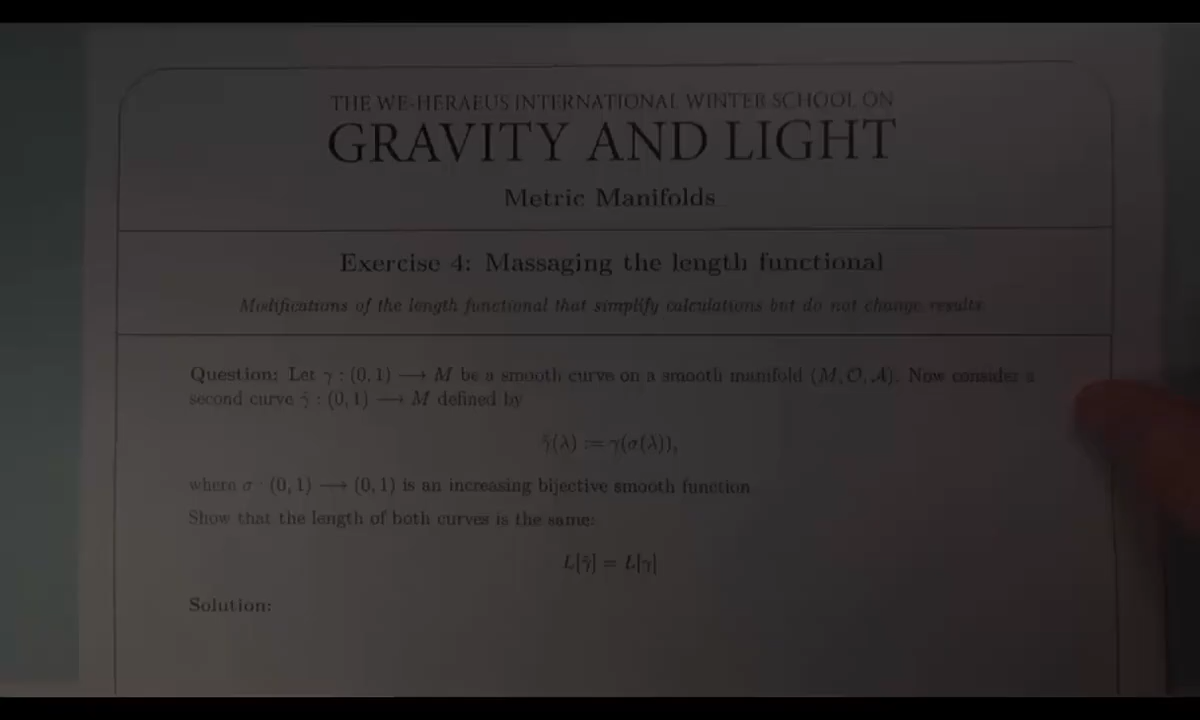 THE WE-HERAEUS INTERNATIONAL WINTER SCHOOL ON
GRAVITY AND LIGHT
Metric Manifolds
Exercise 4: Massaging the length functional
Modifications of the length functional that simplify calculations but do not change results
Question: Let γ : (0, 1) ⟶ M be a smooth curve on a smooth manifold (M, O, A). Now consider a
second curve γ̃ : (0, 1) ⟶ M defined by
γ̃(λ) := γ(σ(λ)),
where σ : (0, 1) ⟶ (0, 1) is an increasing bijective smooth function
Show that the length of both curves is the same:
L[γ̃] = L[γ]
Solution: